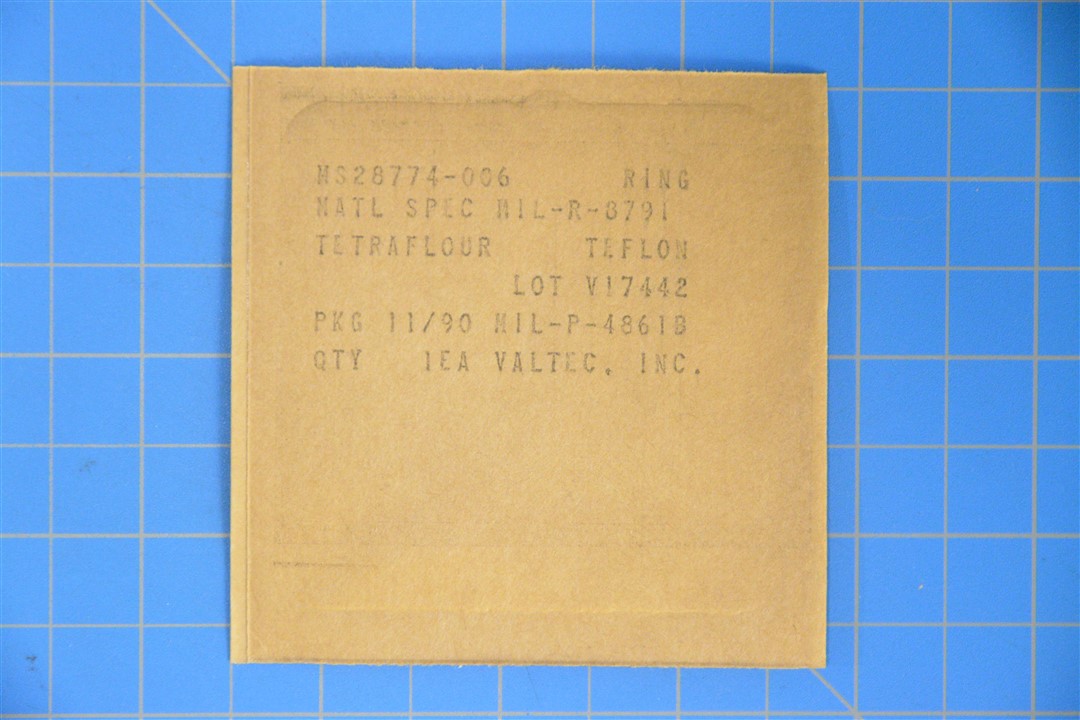 MS28774-006 RING
MATL SPEC MIL-R-8791
TETRAFLOUR TEFLON
LOT V17442
PKG 11/90 MIL-P-4861B
QTY 1EA VALTEC, INC.